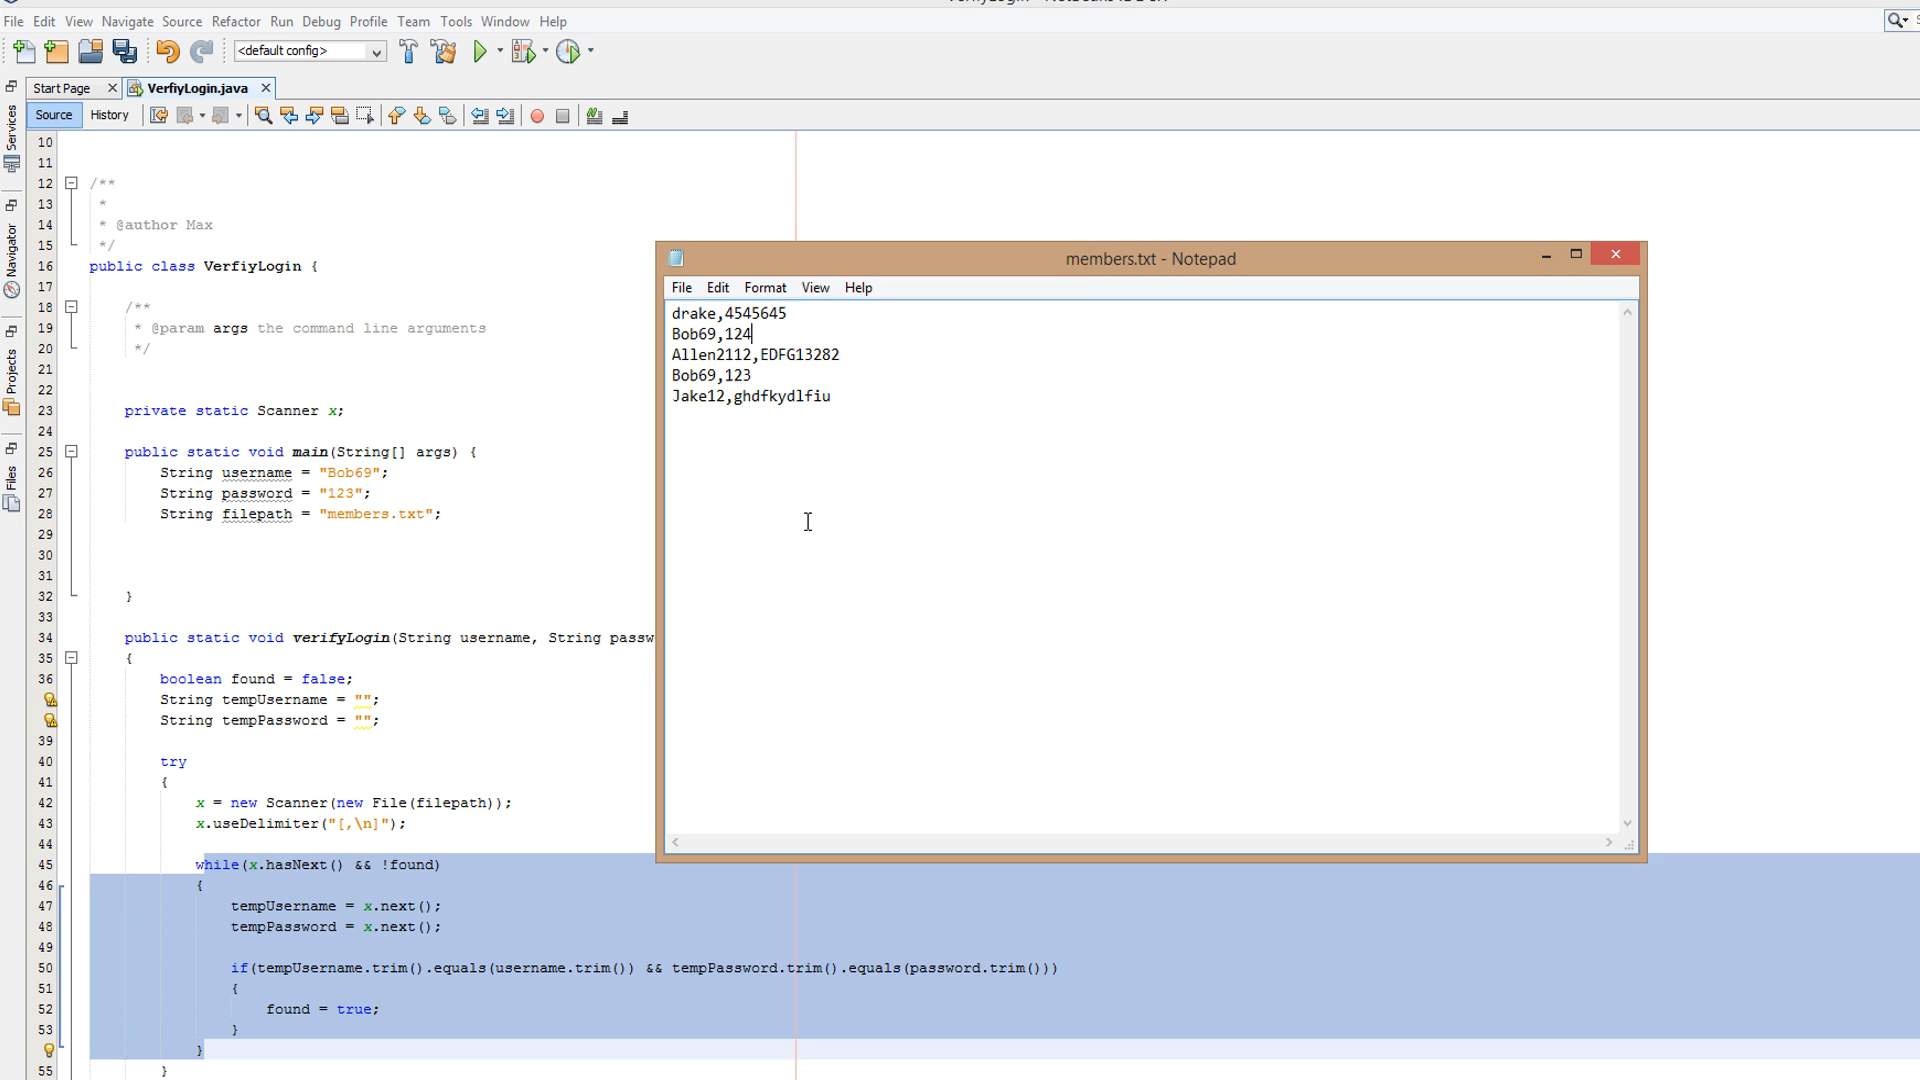 File Edit View Navigate Source Refactor Run Debug Profile Team Tools Window Help
<default config>
Start Page VerfiyLogin.java
Source History
Services
Navigator
Projects
Files
10
11
12 /**
13 *
14 * @author Max
15 */
16 public class VerfiyLogin {
17
18 /**
19 * @param args the command line arguments
20 */
21
22
23 private static Scanner x;
24
25 public static void main(String[] args) {
26 String username = "Bob69";
27 String password = "123";
28 String filepath = "members.txt";
29
30
31
32 }
33
34 public static void verifyLogin(String username, String passw
35 {
36 boolean found = false;
String tempUsername = "";
String tempPassword = "";
39
40 try
41 {
42 x = new Scanner(new File(filepath));
43 x.useDelimiter("[,\n]");
44
45 while(x.hasNext() && !found)
46 {
47 tempUsername = x.next();
48 tempPassword = x.next();
49
50 if(tempUsername.trim().equals(username.trim()) && tempPassword.trim().equals(password.trim()))
51 {
52 found = true;
53 }
}
55 }
members.txt - Notepad
File Edit Format View Help
drake,4545645
Bob69,124
Allen2112,EDFG13282
Bob69,123
Jake12,ghdfkydlfiu